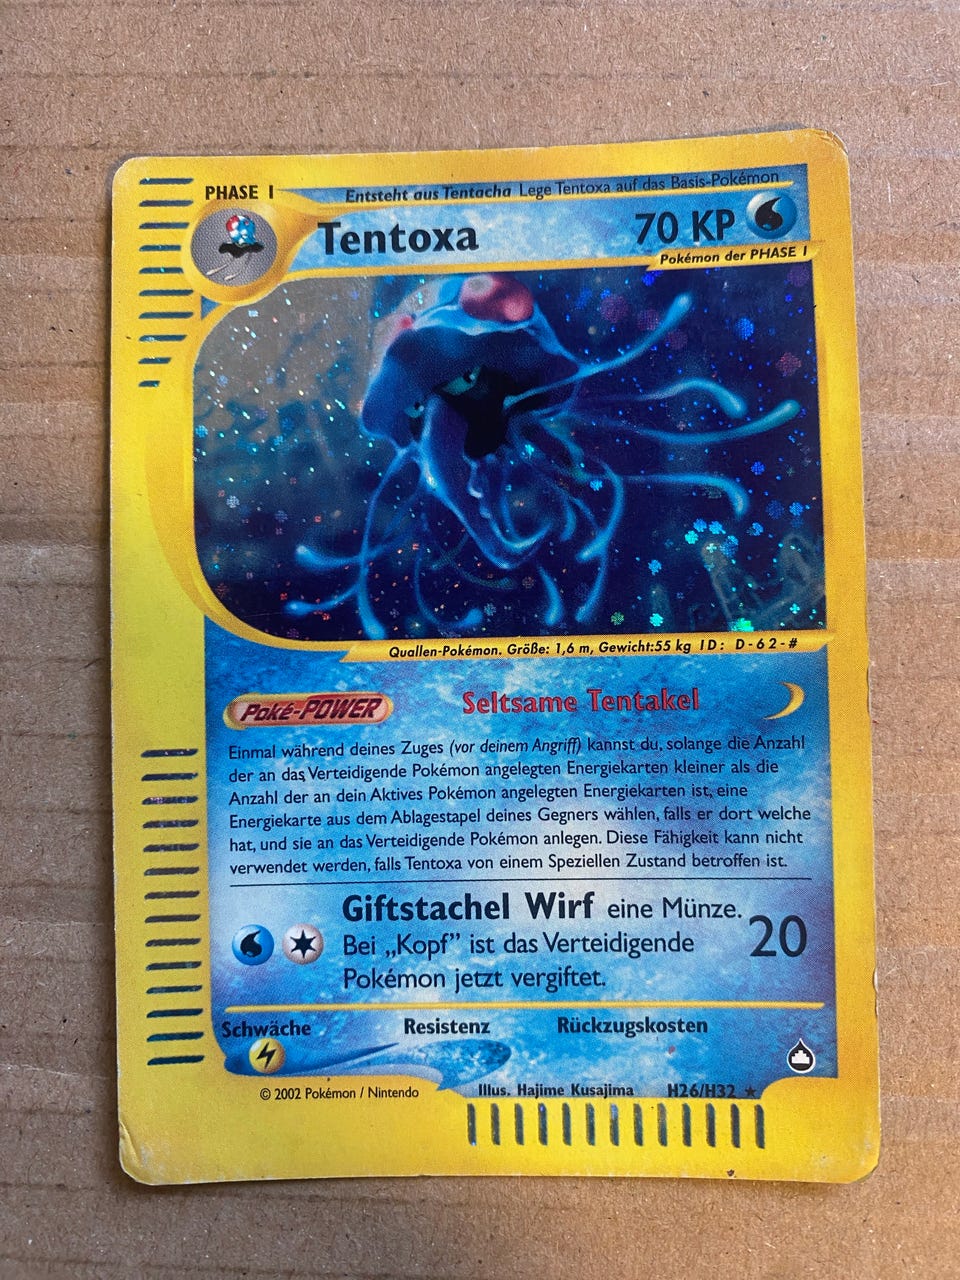 PHASE I
Entsteht aus Tentacha Lege Tentoxa auf das Basis-Pokémon
Tentoxa
70 KP
Pokémon der PHASE I
Quallen-Pokémon. Größe: 1,6 m, Gewicht:55 kg ID: D-62-#
Poké-POWER
Seltsame Tentakel
Einmal während deines Zuges (vor deinem Angriff) kannst du, solange die Anzahl
der an das Verteidigende Pokémon angelegten Energiekarten kleiner als die
Anzahl der an dein Aktives Pokémon angelegten Energiekarten ist, eine
Energiekarte aus dem Ablagestapel deines Gegners wählen, falls er dort welche
hat, und sie an das Verteidigende Pokémon anlegen. Diese Fähigkeit kann nicht
verwendet werden, falls Tentoxa von einem Speziellen Zustand betroffen ist.
Giftstachel Wirf eine Münze.
Bei „Kopf” ist das Verteidigende
Pokémon jetzt vergiftet.
20
Schwäche
Resistenz
Rückzugskosten
© 2002 Pokémon / Nintendo
Illus. Hajime Kusajima
H26/H32 ★